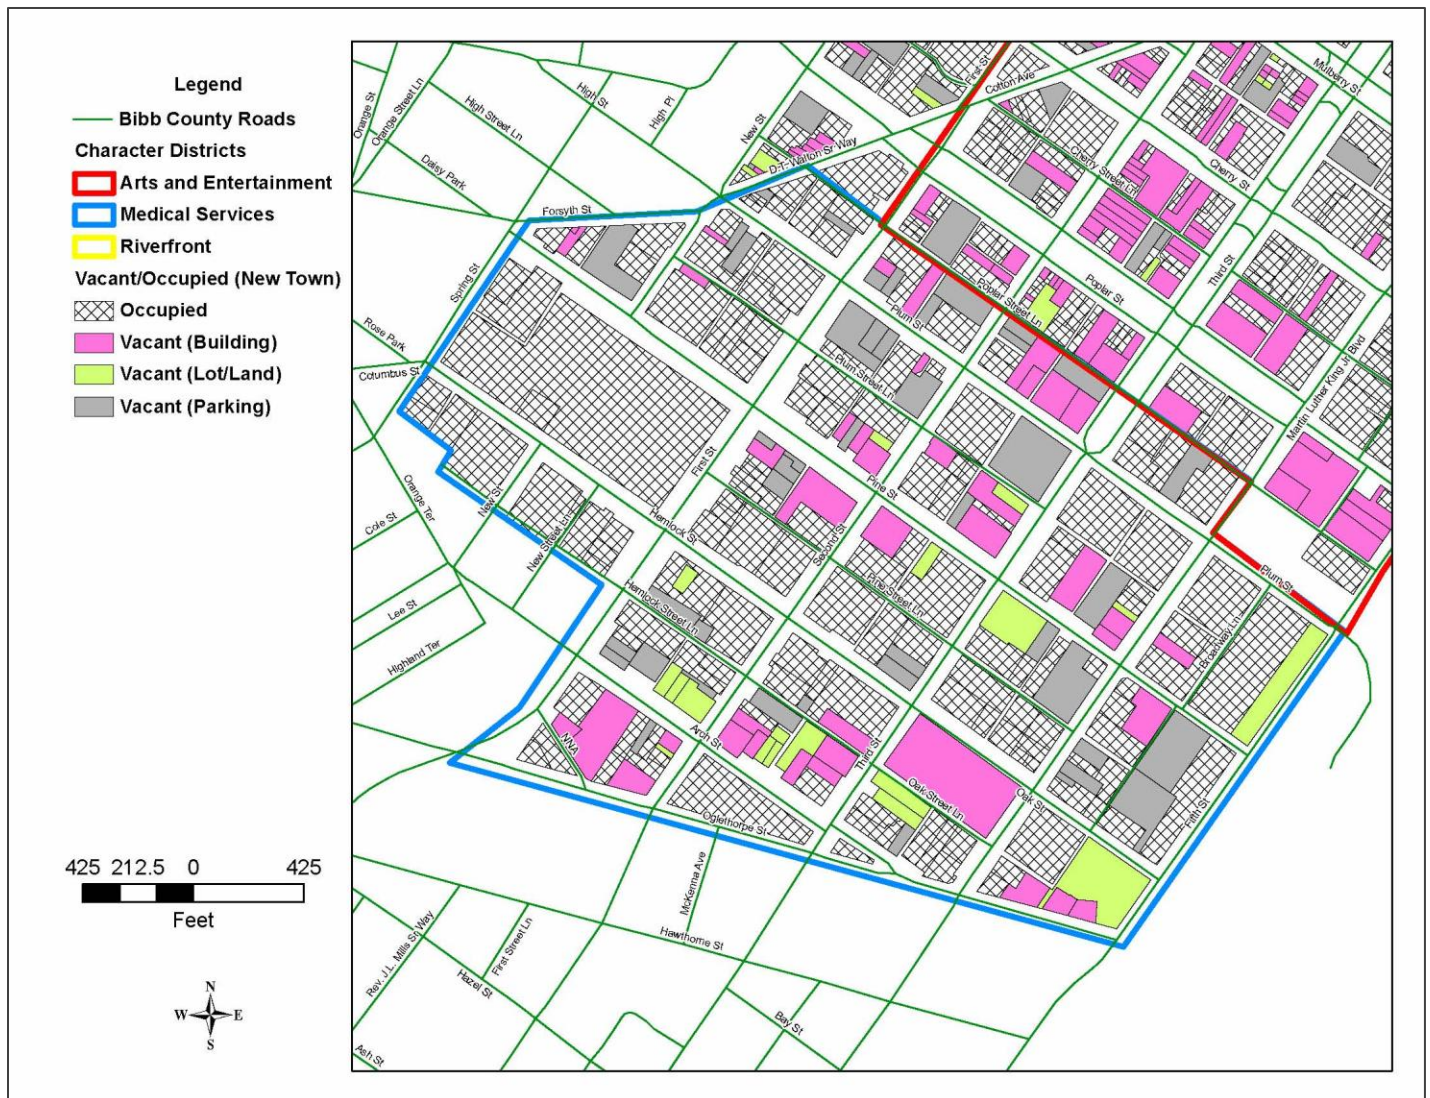 Legend
Bibb County Roads
Character Districts
Arts and Entertainment
Medical Services
Riverfront
Vacant/Occupied (New Town)
Occupied
Vacant (Building)
Vacant (Lot/Land)
Vacant (Parking)
425 212.5 0 425
Feet
N
W E
S
Orange St
Orange Street Ln
High Street Ln
High St
High Pl
Daisy Park
New St
D-T- Walton Sr Way
First St
Cotton Ave
Mulberry St
Cherry Street Ln
Cherry St
Forsyth St
Spring St
Third St
Poplar St
Poplar Street Ln
Plum St
Plum Street Ln
Rose Park
Columbus St
Martin Luther King Jr Blvd
First St
Pine St
Orange Ter
New St
Cole St
New Street Ln
Hemlock St
Second St
Pine Street Ln
Plum St
Lee St
Hemlock Street Ln
Broadway Ln
Highland Ter
NNA
Arch St
Third St
Oak Street Ln
Oak St
Fifth St
Oglethorpe St
McKenna Ave
Hawthorne St
Rev. J.L. Mills Sr Way
First Street Ln
Hazel St
Bay St
Ash St